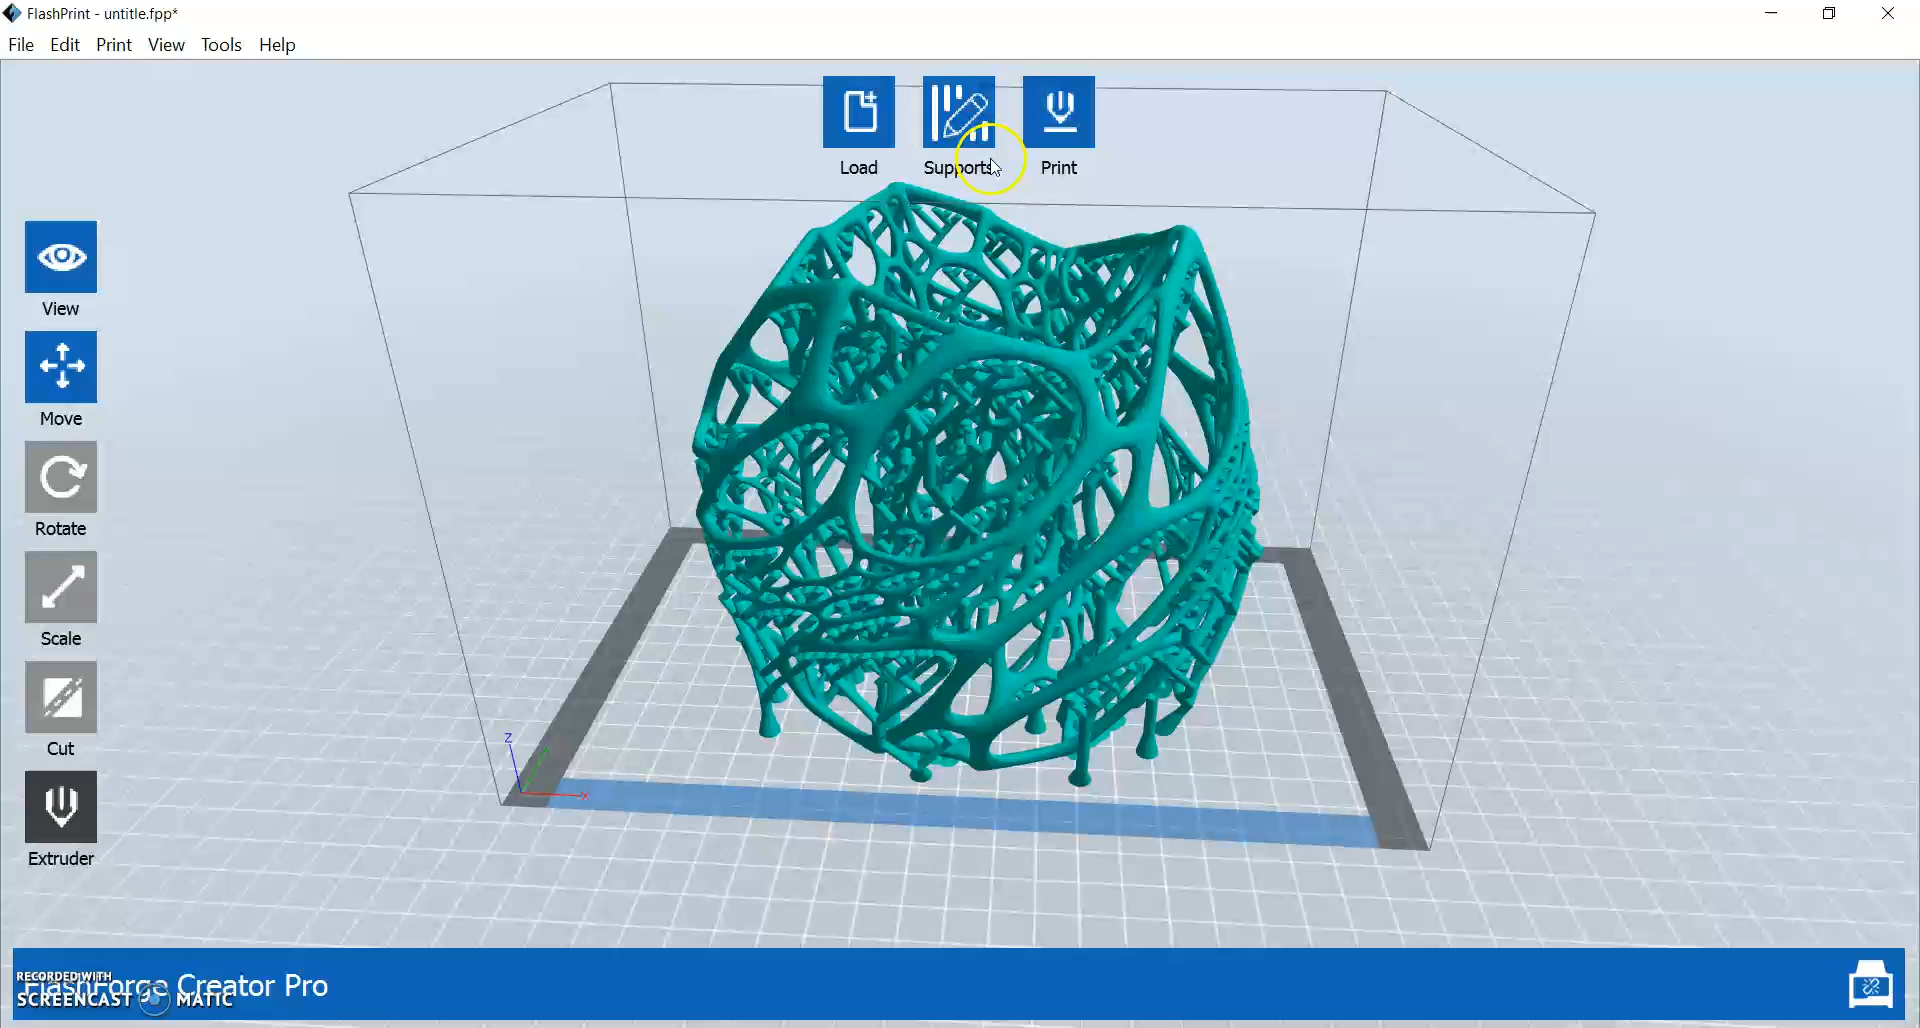 FlashPrint - untitle.fpp*
File Edit Print View Tools Help
Load Supports Print
View
Move
Rotate
Scale
Cut
Extruder
Z
X
FlashForge Creator Pro
RECORDED WITH
SCREENCAST MATIC